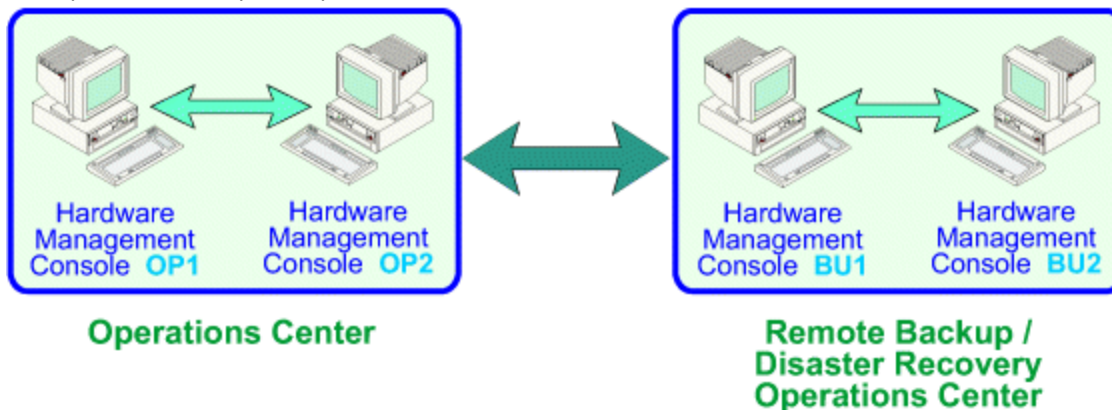 Hardware
Management
Console OP1
Hardware
Management
Console OP2
Hardware
Management
Console BU1
Hardware
Management
Console BU2
Operations Center
Remote Backup /
Disaster Recovery
Operations Center